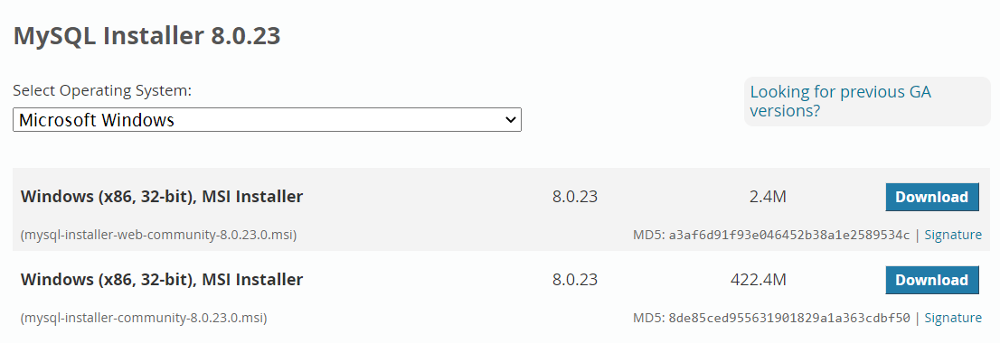 MySQL Installer 8.0.23
Select Operating System:
Looking for previous GA
versions?
Microsoft Windows
Windows (x86, 32-bit), MSI Installer 8.0.23 2.4M Download
(mysql-installer-web-community-8.0.23.0.msi) MD5: a3af6d91f93e046452b38a1e2589534c | Signature
Windows (x86, 32-bit), MSI Installer 8.0.23 422.4M Download
(mysql-installer-community-8.0.23.0.msi) MD5: 8de85ced955631901829a1a363cdbf50 | Signature